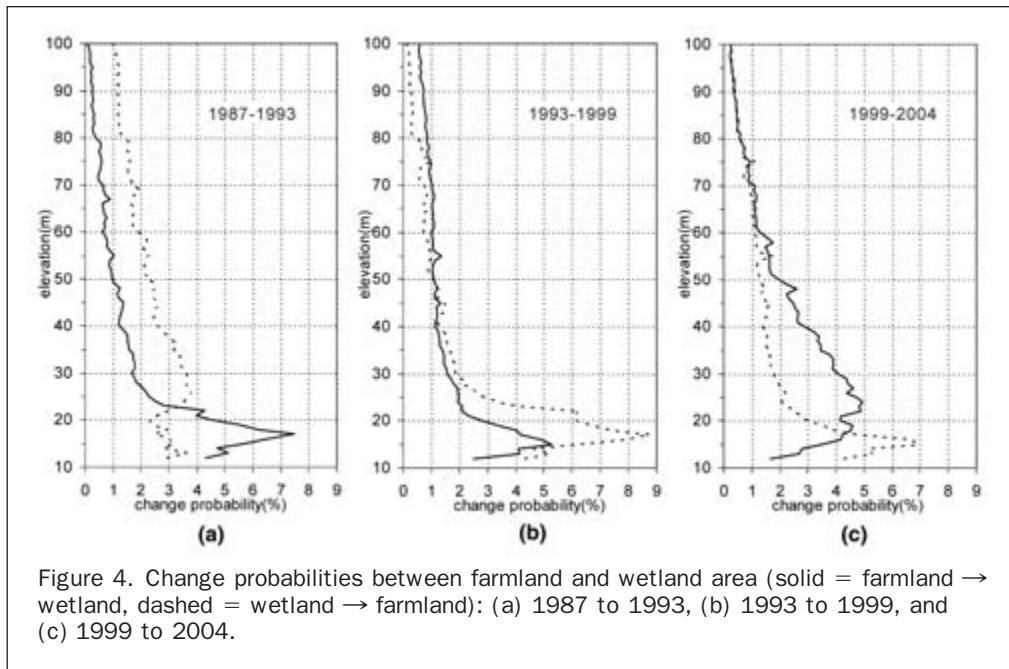 100
90
80
70
60
50
40
30
20
10
elevation(m)
1987-1993
0 1 2 3 4 5 6 7 8 9
change probability(%)
(a)
100
90
80
70
60
50
40
30
20
10
elevation(m)
1993-1999
0 1 2 3 4 5 6 7 8 9
change probability(%)
(b)
100
90
80
70
60
50
40
30
20
10
elevation(m)
1999-2004
0 1 2 3 4 5 6 7 8 9
change probability(%)
(c)
Figure 4. Change probabilities between farmland and wetland area (solid = farmland →
wetland, dashed = wetland → farmland): (a) 1987 to 1993, (b) 1993 to 1999, and
(c) 1999 to 2004.